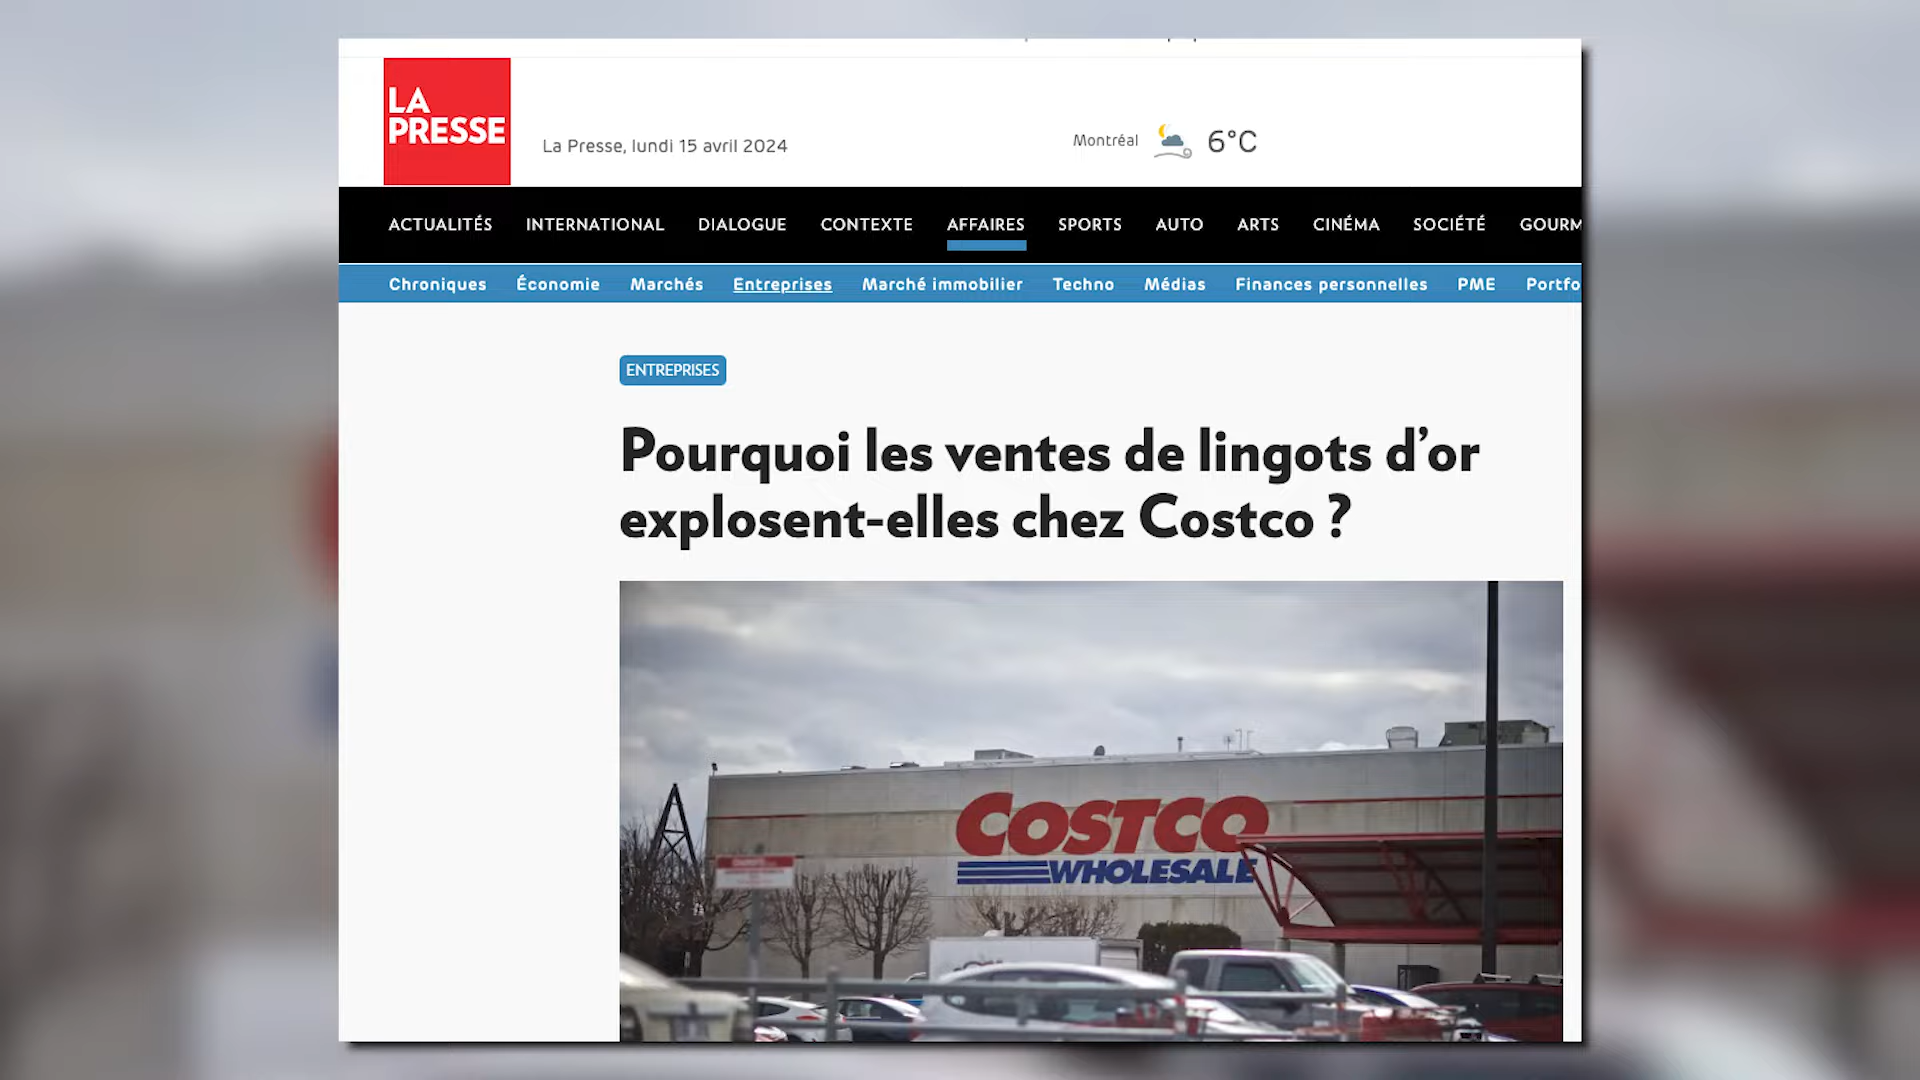 LA
PRESSE
La Presse, lundi 15 avril 2024
Montréal 6°C
ACTUALITÉS INTERNATIONAL DIALOGUE CONTEXTE AFFAIRES SPORTS AUTO ARTS CINÉMA SOCIÉTÉ GOURM
Chroniques Économie Marchés Entreprises Marché immobilier Techno Médias Finances personnelles PME Portfo
ENTREPRISES
Pourquoi les ventes de lingots d’or
explosent-elles chez Costco ?
COSTCO
WHOLESALE